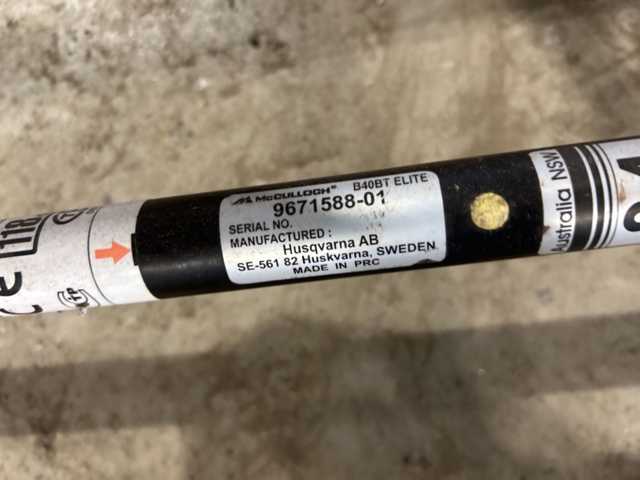 McCULLOCH® B40BT ELITE
9671588-01
SERIAL NO.
MANUFACTURED :
Husqvarna AB
SE-561 82 Huskvarna, SWEDEN
MADE IN PRC
Australia NSW